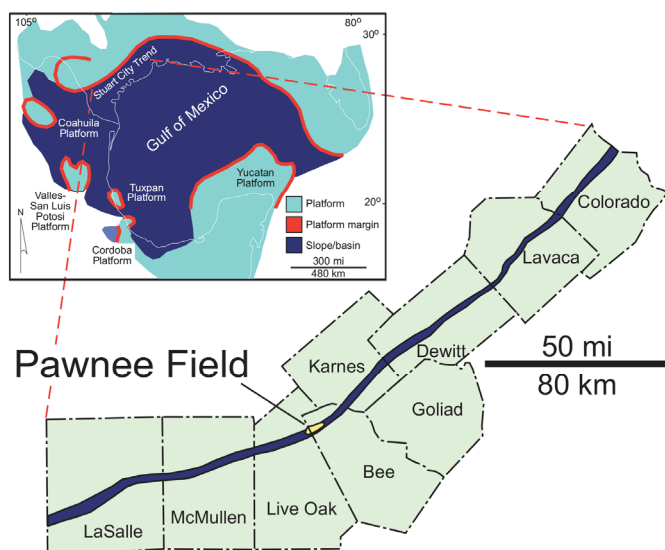 105°
80°
30°
Stuart City Trend
Gulf of Mexico
Coahuila
Platform
Valles-
San Luis
Potosi
Platform
Tuxpan
Platform
Yucatan
Platform
20°
N
Cordoba
Platform
Platform
Platform margin
Slope/basin
300 mi
480 km
Colorado
Lavaca
Dewitt
Karnes
50 mi
80 km
Pawnee Field
Goliad
Bee
Live Oak
McMullen
LaSalle